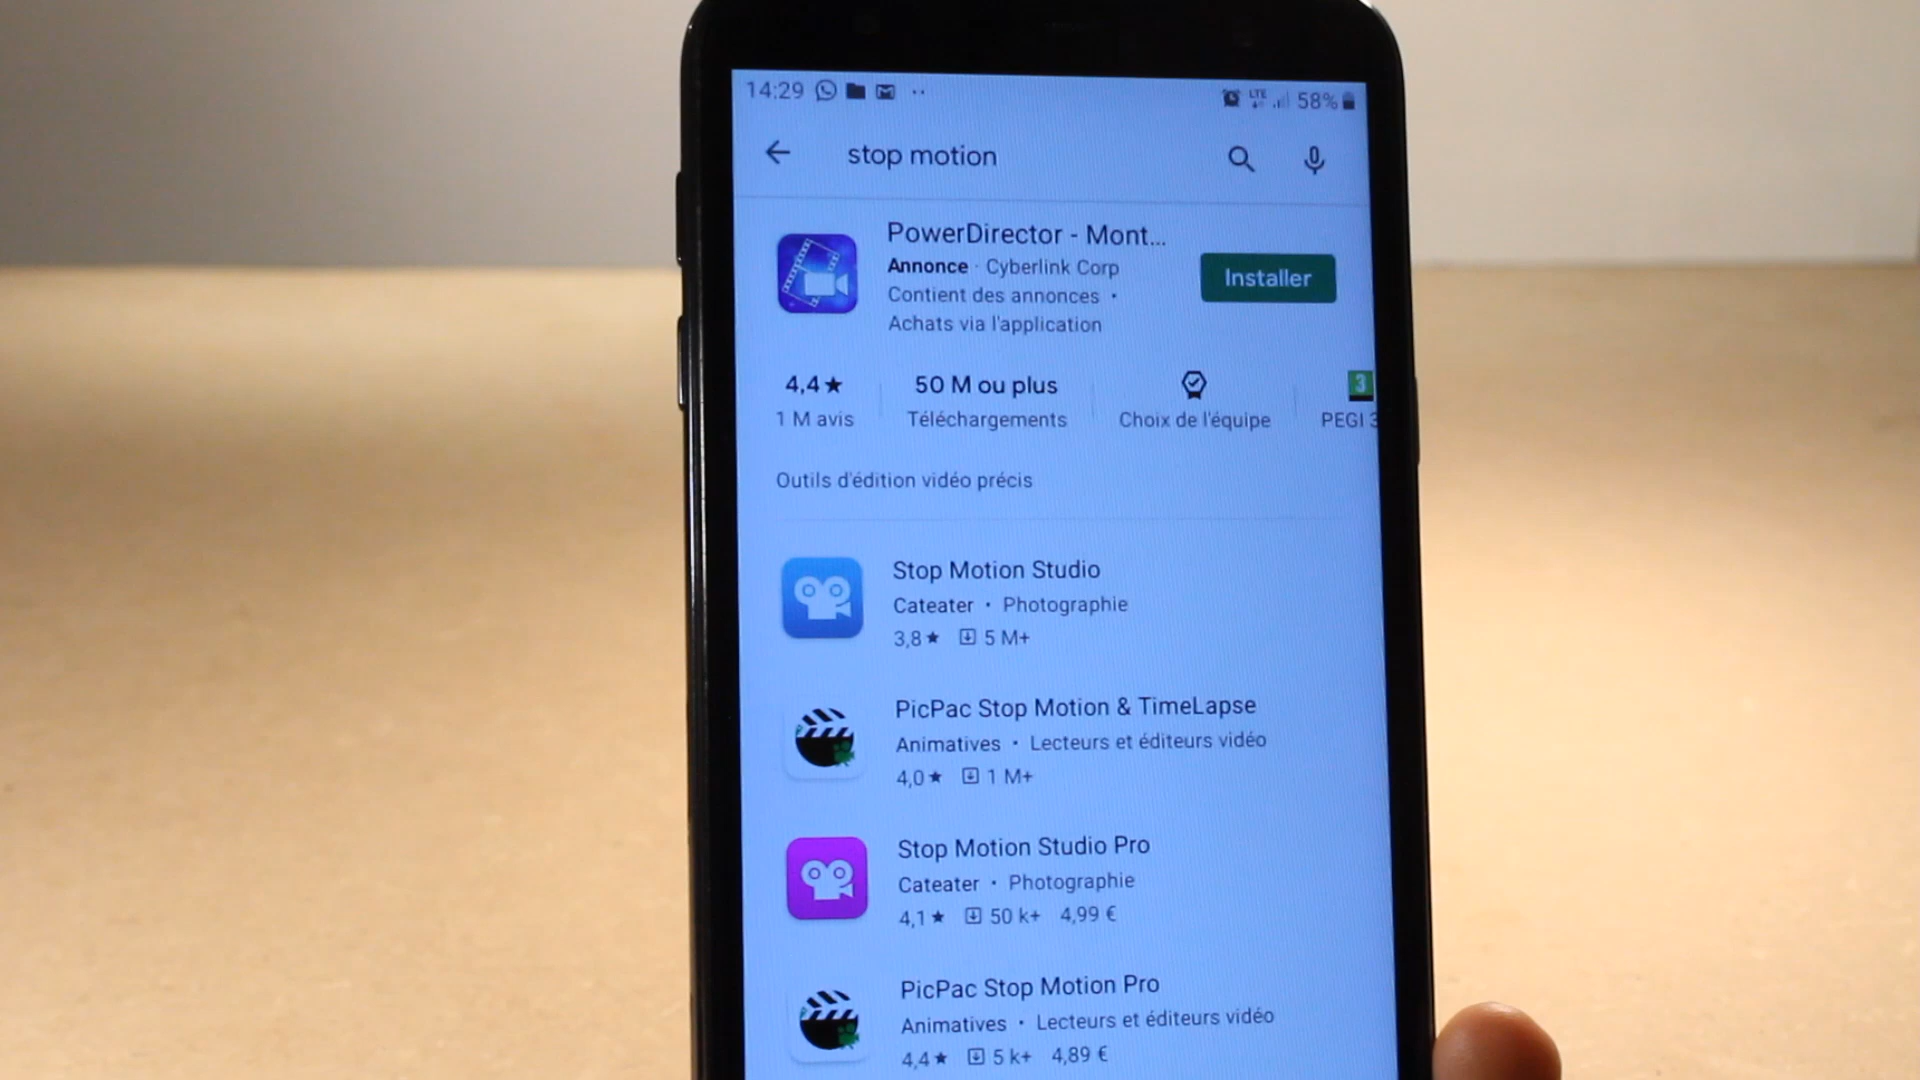 14:29 LTE 58%
stop motion
PowerDirector - Mont...
Annonce · Cyberlink Corp
Contient des annonces •
Achats via l'application
Installer
4,4★ 50 M ou plus 3
1 M avis Téléchargements Choix de l'équipe PEGI 3
Outils d'édition vidéo précis
Stop Motion Studio
Cateater • Photographie
3,8★ 5 M+
PicPac Stop Motion & TimeLapse
Animatives • Lecteurs et éditeurs vidéo
4,0★ 1 M+
Stop Motion Studio Pro
Cateater • Photographie
4,1★ 50 k+ 4,99 €
PicPac Stop Motion Pro
Animatives • Lecteurs et éditeurs vidéo
4,4★ 5 k+ 4,89 €